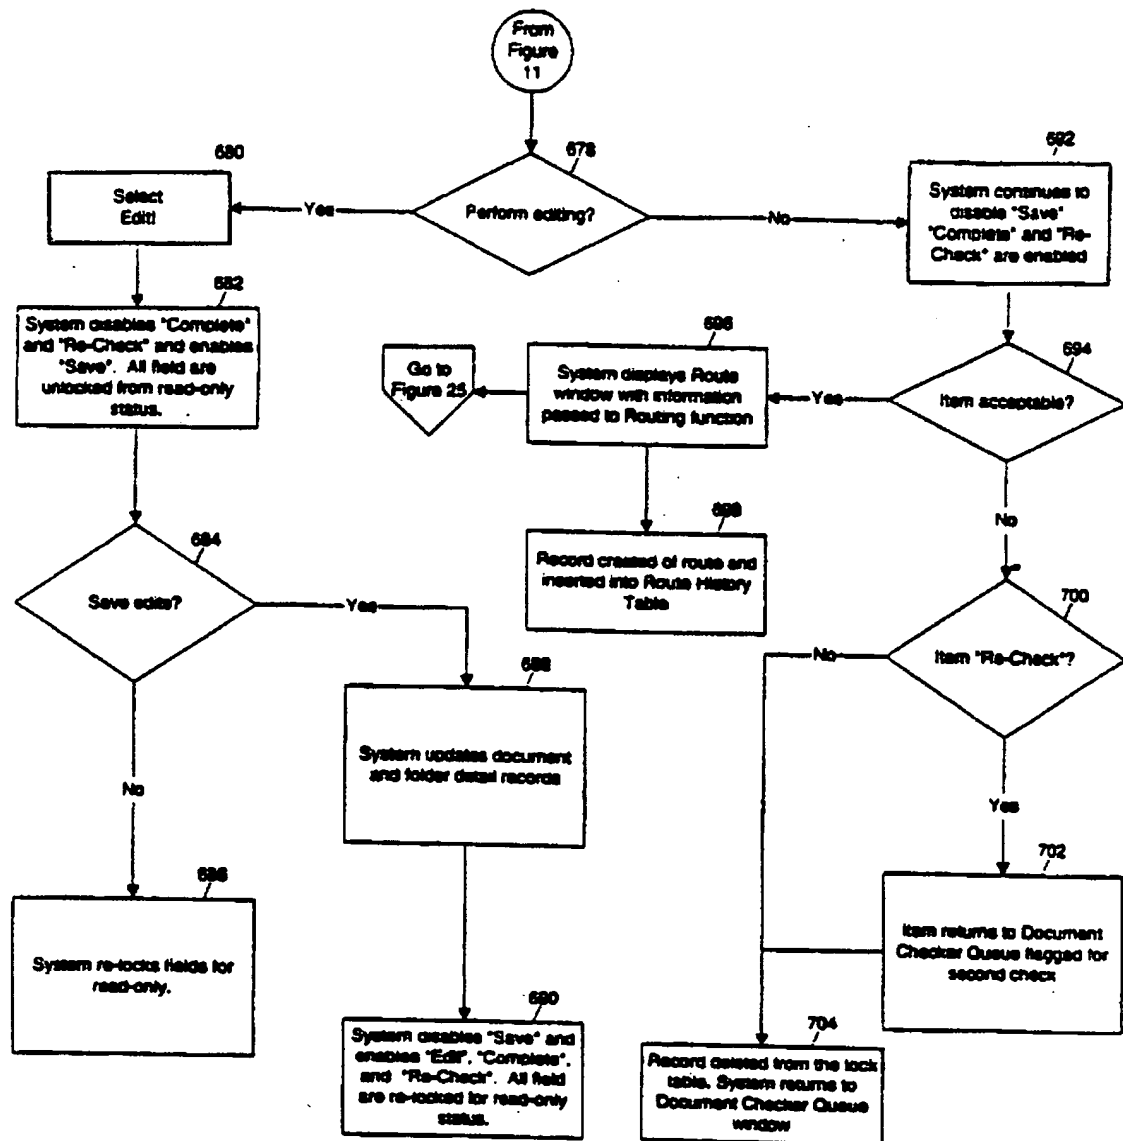 From
Figure
11
678
Perform editing?
Yes
No
680
Select
Edit!
682
System disables "Complete"
and "Re-Check" and enables
"Save". All field are
unlocked from read-only
status.
684
Save edits?
Yes
No
686
System re-locks fields for
read-only.
688
System updates document
and folder detail records
690
System disables "Save" and
enables "Edit", "Complete",
and "Re-Check". All field
are re-locked for read-only
status.
692
System continues to
disable "Save"
"Complete" and "Re-
Check" are enabled
694
Item acceptable?
Yes
No
696
System displays Route
window with information
passed to Routing function
Go to
Figure 25
698
Record created of route and
inserted into Route History
Table
700
Item "Re-Check"?
No
Yes
702
Item returns to Document
Checker Queue flagged for
second check
704
Record deleted from the lock
table. System returns to
Document Checker Queue
window